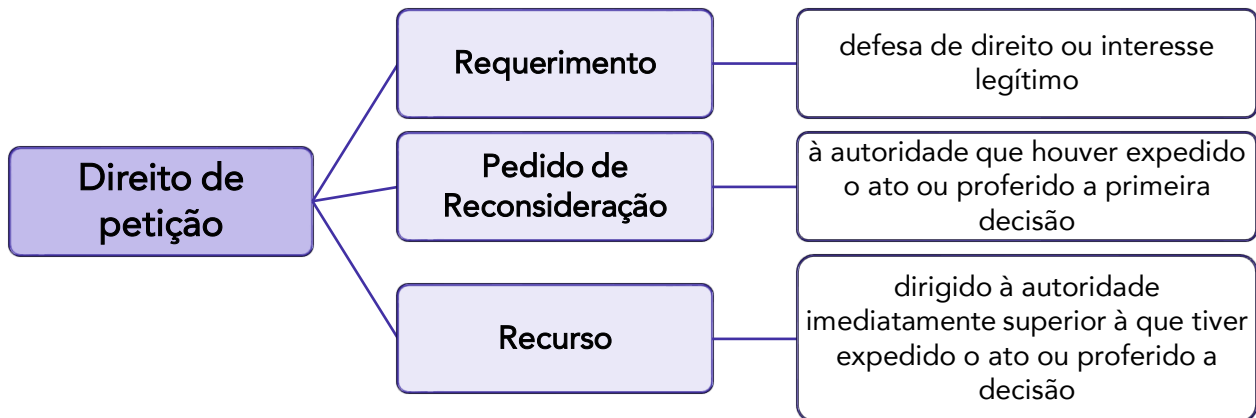 Direito de
petição
Requerimento
defesa de direito ou interesse
legítimo
Pedido de
Reconsideração
à autoridade que houver expedido
o ato ou proferido a primeira
decisão
Recurso
dirigido à autoridade
imediatamente superior à que tiver
expedido o ato ou proferido a
decisão